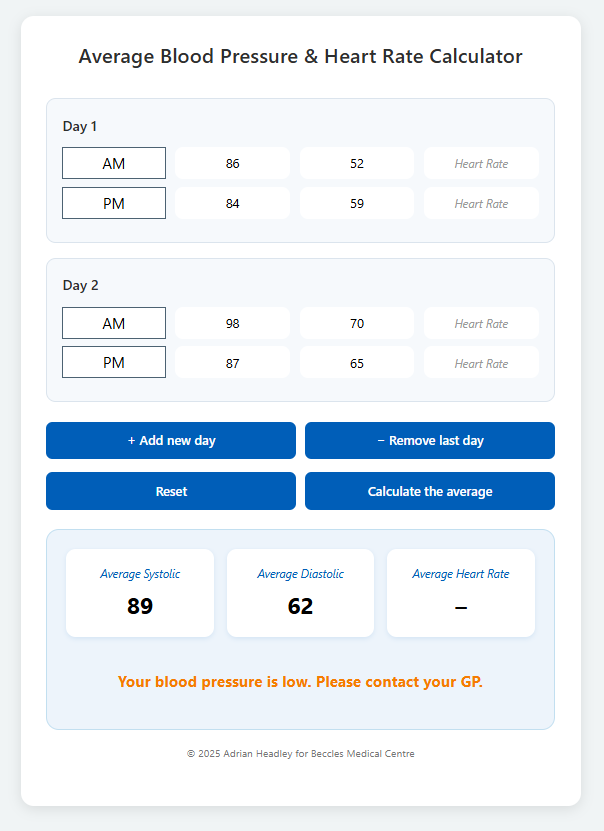 Average Blood Pressure & Heart Rate Calculator
Day 1
AM 86 52 Heart Rate
PM 84 59 Heart Rate
Day 2
AM 98 70 Heart Rate
PM 87 65 Heart Rate
+ Add new day − Remove last day
Reset Calculate the average
Average Systolic Average Diastolic Average Heart Rate
89 62 –
Your blood pressure is low. Please contact your GP.
© 2025 Adrian Headley for Beccles Medical Centre